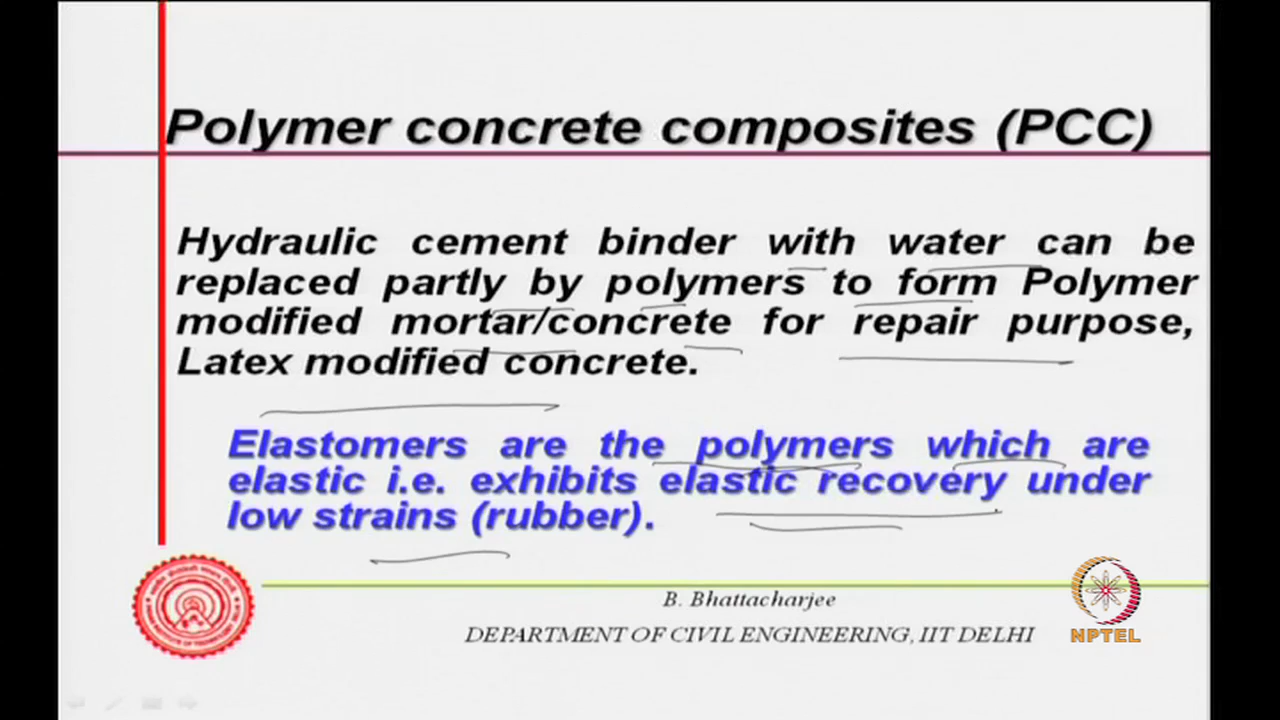 Polymer concrete composites (PCC)
Hydraulic cement binder with water can be
replaced partly by polymers to form Polymer
modified mortar/concrete for repair purpose,
Latex modified concrete.
Elastomers are the polymers which are
elastic i.e. exhibits elastic recovery under
low strains (rubber).
B. Bhattacharjee
DEPARTMENT OF CIVIL ENGINEERING, IIT DELHI
NPTEL